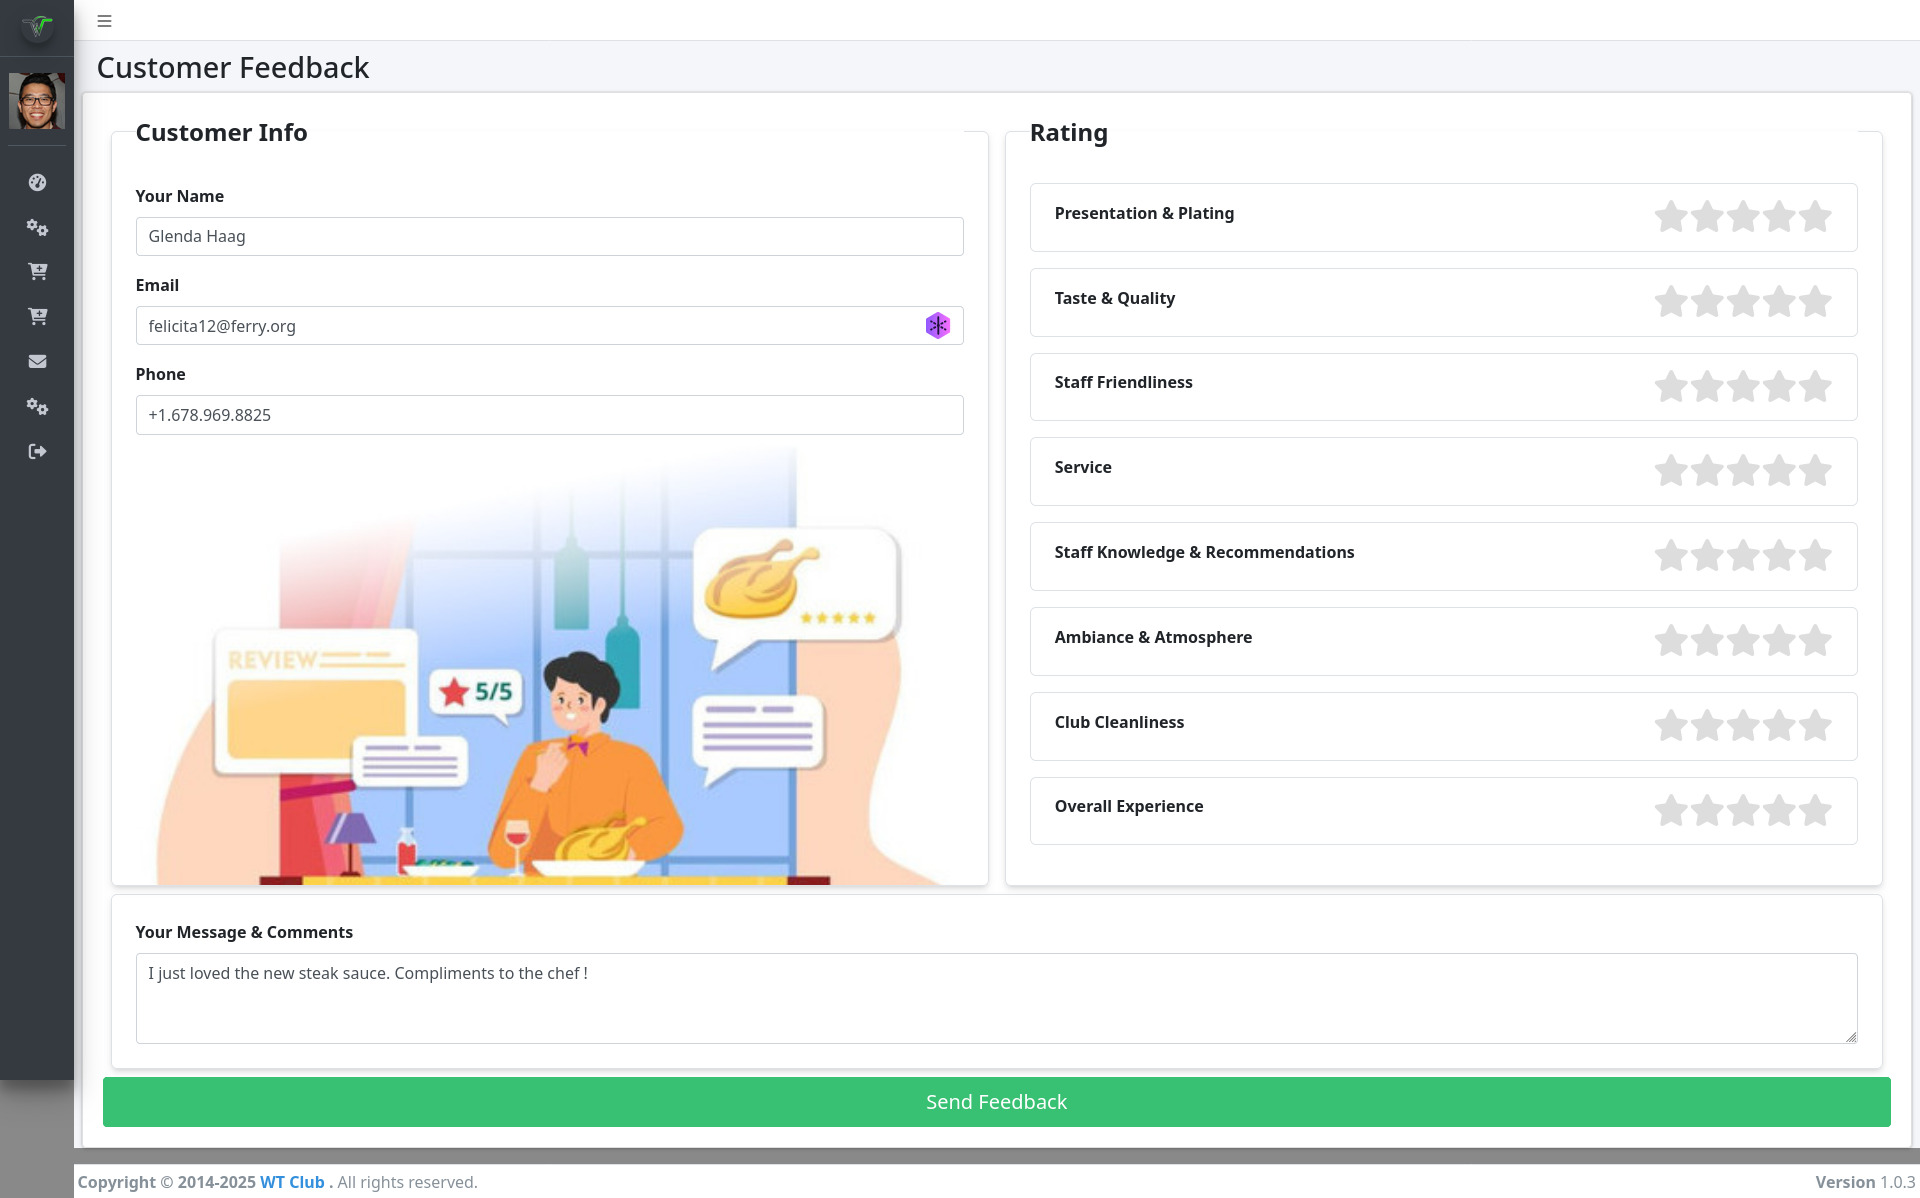 Customer Feedback
Customer Info
Your Name
Glenda Haag
Email
felicita12@ferry.org
Phone
+1.678.969.8825
REVIEW
5/5
Rating
Presentation & Plating
Taste & Quality
Staff Friendliness
Service
Staff Knowledge & Recommendations
Ambiance & Atmosphere
Club Cleanliness
Overall Experience
Your Message & Comments
I just loved the new steak sauce. Compliments to the chef !
Send Feedback
Copyright © 2014-2025 WT Club . All rights reserved.
Version 1.0.3